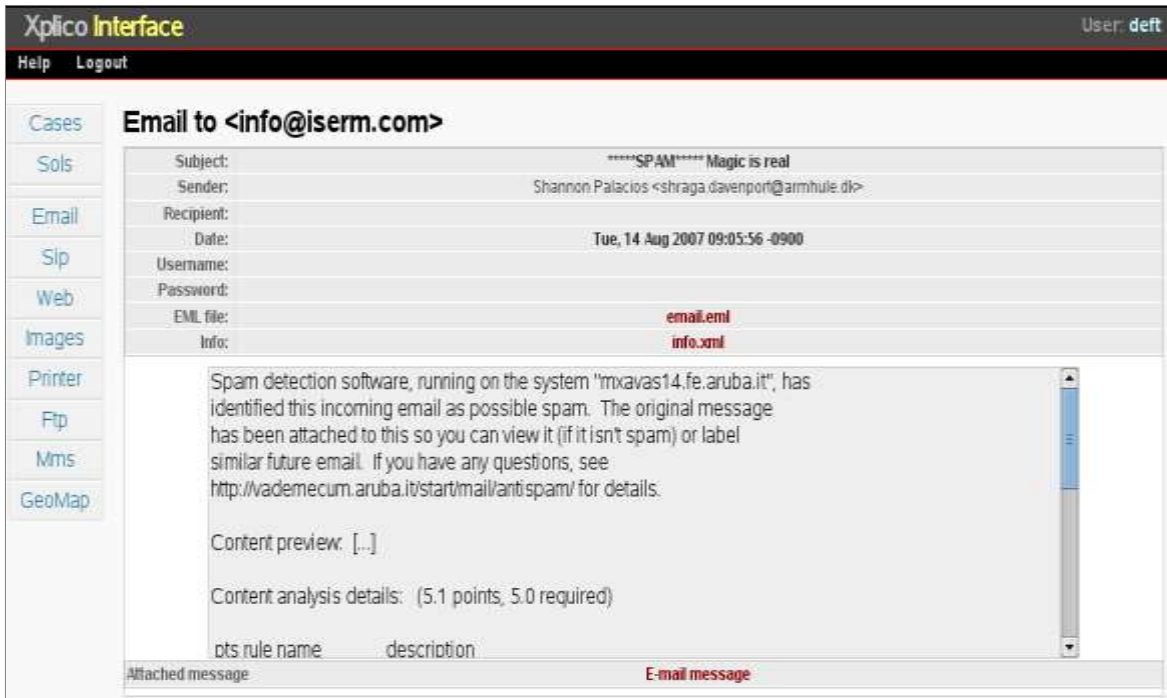 Xplico Interface
User: deft
Help Logout
Cases
Sols
Email
Sip
Web
Images
Printer
Ftp
Mms
GeoMap
Email to <info@iserm.com>
Subject: *****SPAM***** Magic is real
Sender: Shannon Palacios <shraga.davenport@armhule.dk>
Recipient:
Date: Tue, 14 Aug 2007 09:05:56 -0900
Username:
Password:
EML file: email.eml
Info: info.xml
Spam detection software, running on the system "mxavas14.fe.aruba.it", has
identified this incoming email as possible spam. The original message
has been attached to this so you can view it (if it isn't spam) or label
similar future email. If you have any questions, see
http://vademecum.aruba.it/start/mail/antispam/ for details.
Content preview: [...]
Content analysis details: (5.1 points, 5.0 required)
pts rule name description
Attached message E-mail message